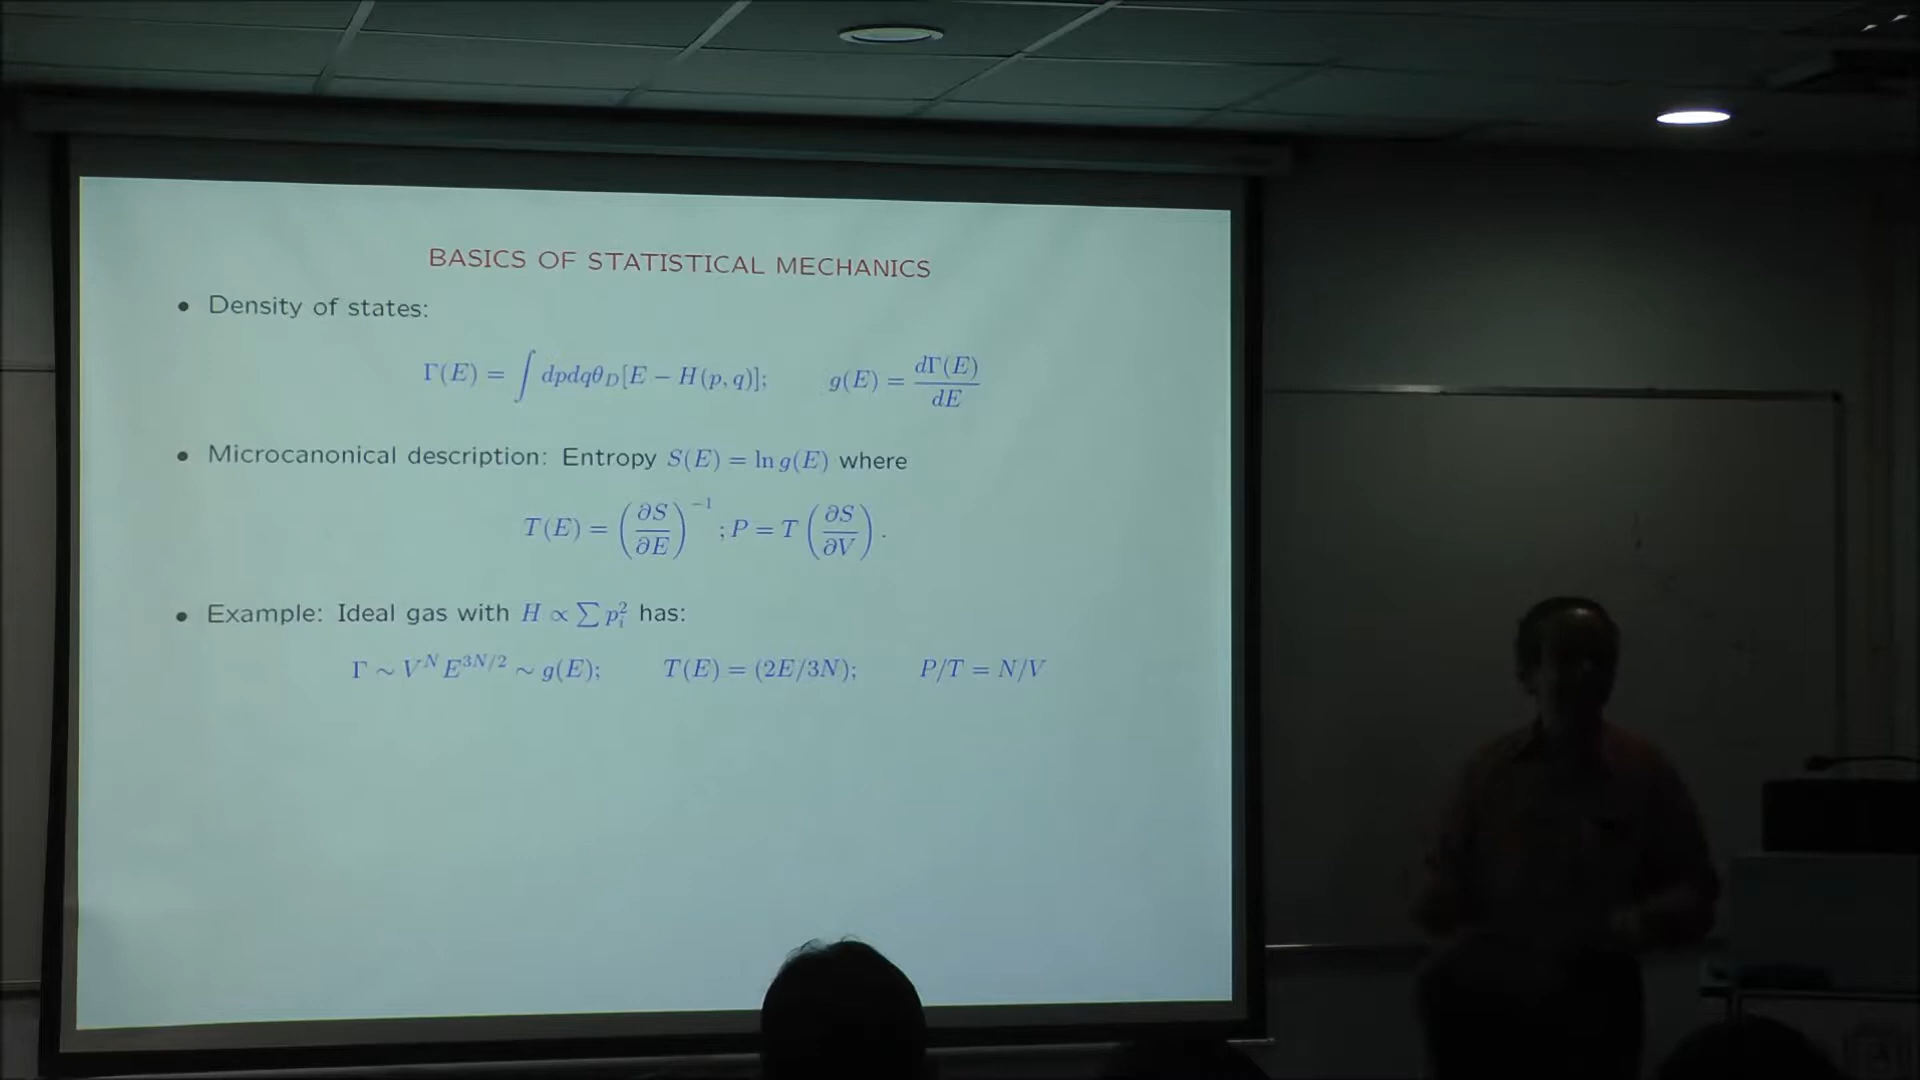 BASICS OF STATISTICAL MECHANICS
• Density of states:
Γ(E) = ∫ dpdqθ_D[E − H(p, q)]; g(E) = dΓ(E)/dE
• Microcanonical description: Entropy S(E) = ln g(E) where
T(E) = (∂S/∂E)^−1 ; P = T (∂S/∂V) .
• Example: Ideal gas with H ∝ ∑ p_i^2 has:
Γ ∼ V^N E^3N/2 ∼ g(E); T(E) = (2E/3N); P/T = N/V